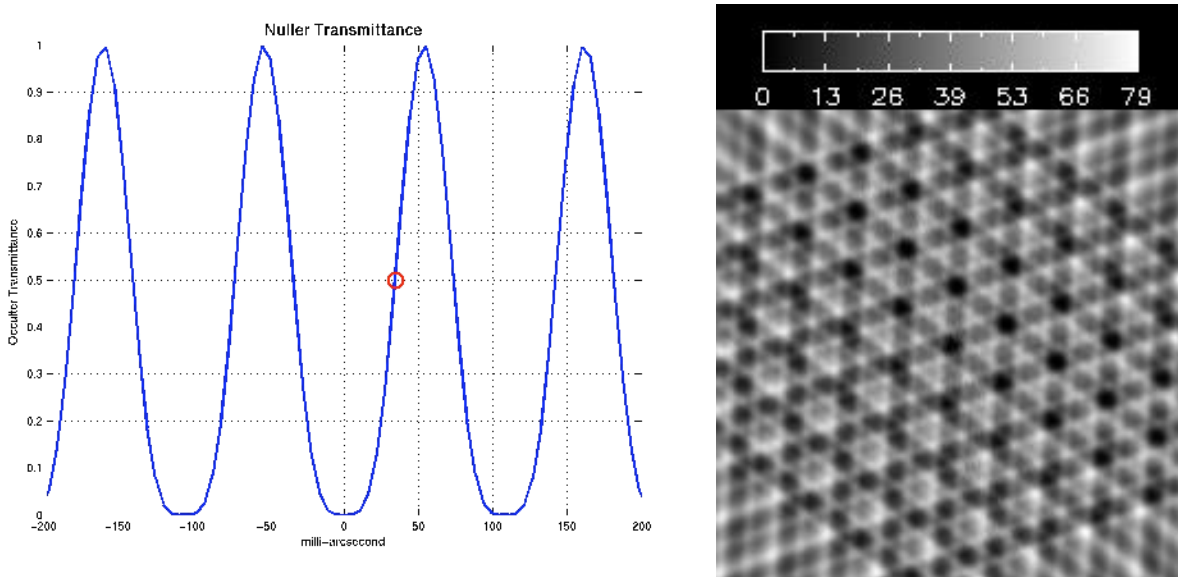 Nuller Transmittance
1
0.9
0.8
0.7
0.6
0.5
0.4
0.3
0.2
0.1
0
Occulter Transmittance
-200 -150 -100 -50 0 50 100 150 200
milli-arcsecond
0 13 26 39 53 66 79